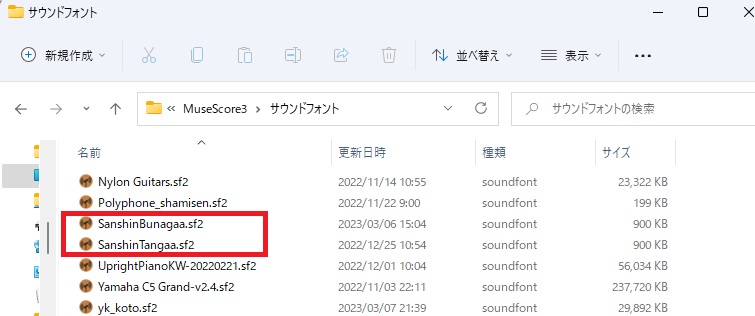 サウンドフォント
新規作成 並べ替え 表示
MuseScore3 サウンドフォント サウンドフォントの検索
名前 更新日時 種類 サイズ
Nylon Guitars.sf2 2022/11/14 10:55 soundfont 23,322 KB
Polyphone_shamisen.sf2 2022/11/22 9:00 soundfont 199 KB
SanshinBunagaa.sf2 2023/03/06 15:04 soundfont 900 KB
SanshinTangaa.sf2 2022/12/25 10:54 soundfont 900 KB
UprightPianoKW-20220221.sf2 2022/12/01 10:04 soundfont 56,034 KB
Yamaha C5 Grand-v2.4.sf2 2022/11/22 8:38 soundfont 237,720 KB
yk_koto.sf2 2023/03/07 21:39 soundfont 29,892 KB